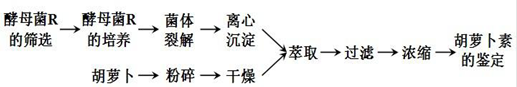 酵母菌R的筛选
酵母菌R的培养
菌体裂解
离心沉淀
胡萝卜
粉碎
干燥
萃取
过滤
浓缩
胡萝卜素的鉴定